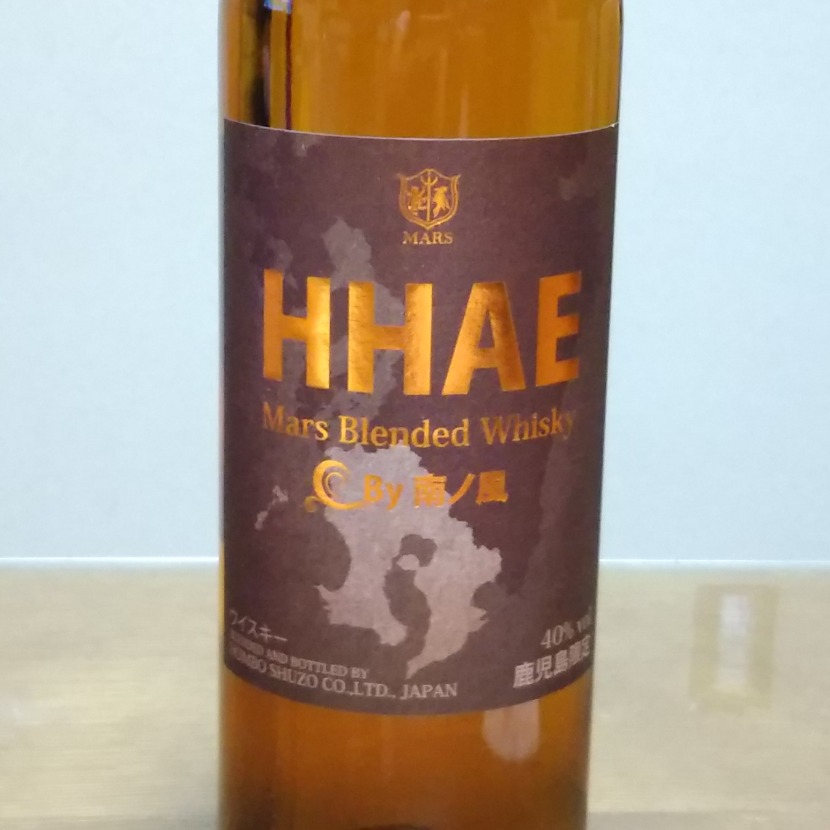 MARS
HHAE
Mars Blended Whisky
By 南ノ風
ウイスキー
BLENDED AND BOTTLED BY
HOMBO SHUZO CO.,LTD., JAPAN
40% vol
鹿児島限定